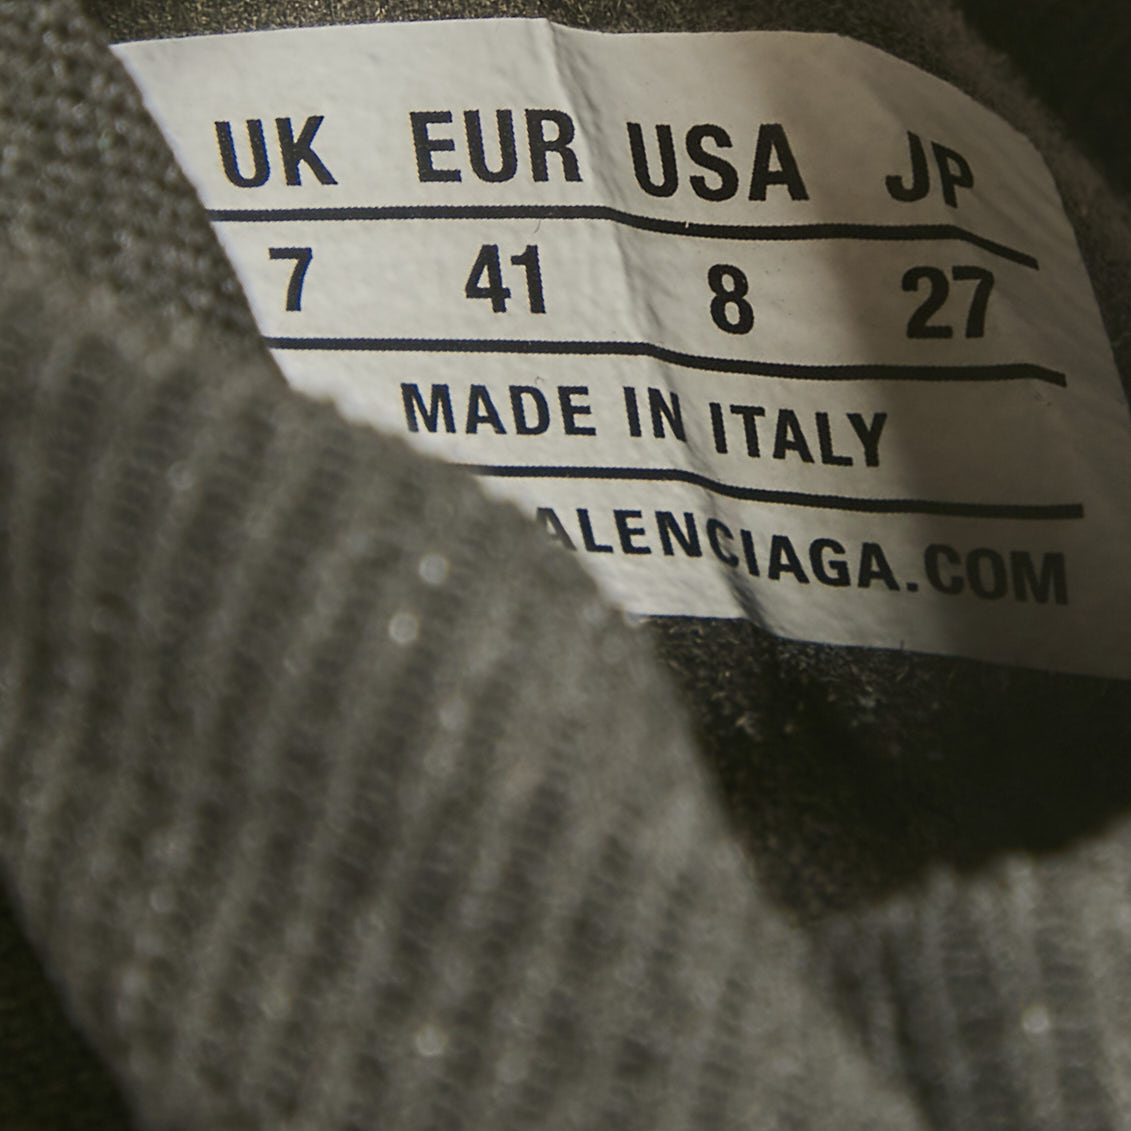 UK EUR USA JP
7 41 8 27
MADE IN ITALY
ALENCIAGA.COM